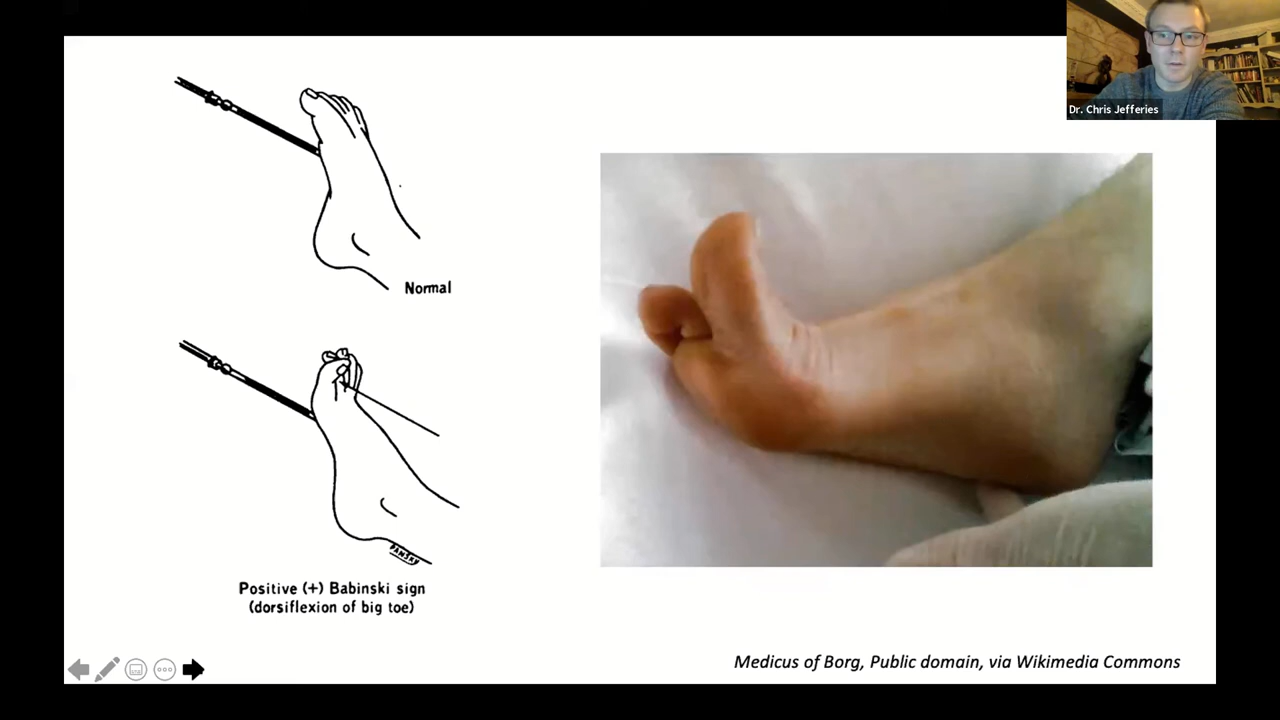 Dr. Chris Jefferies
Normal
PANSKY
Positive (+) Babinski sign
(dorsiflexion of big toe)
Medicus of Borg, Public domain, via Wikimedia Commons